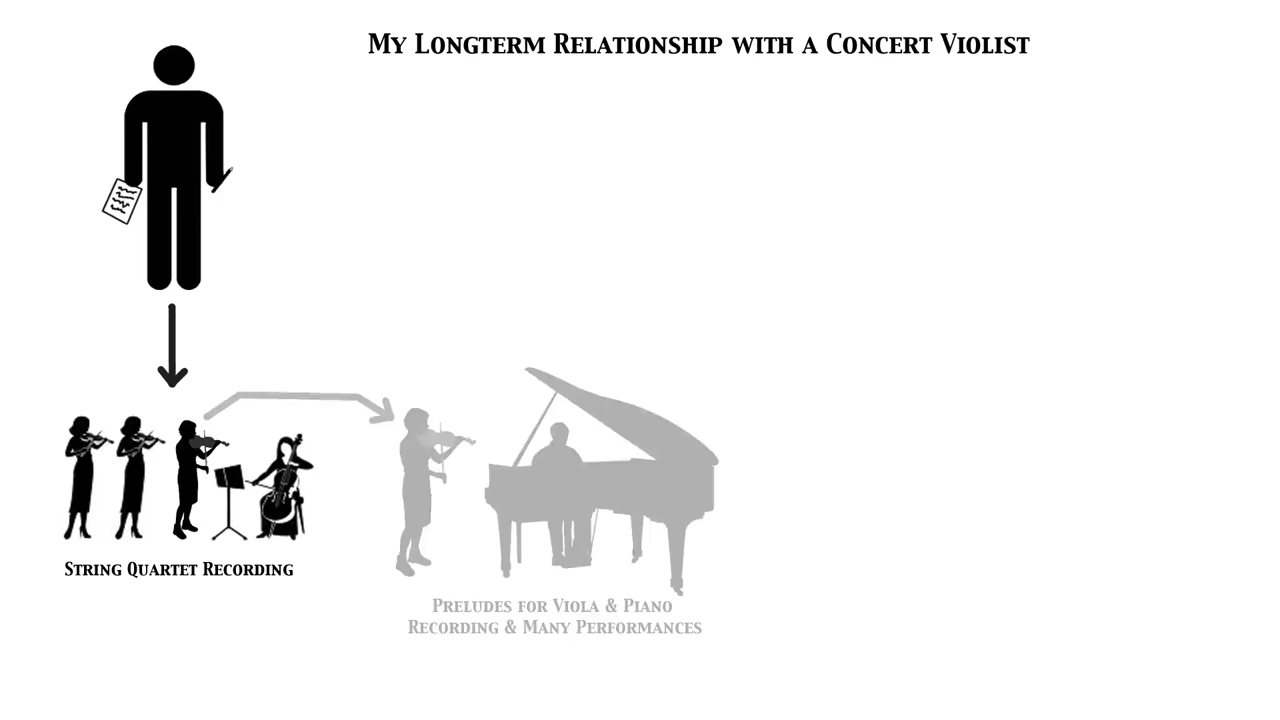 My Longterm Relationship with a Concert Violist
String Quartet Recording
Preludes for Viola & Piano
Recording & Many Performances